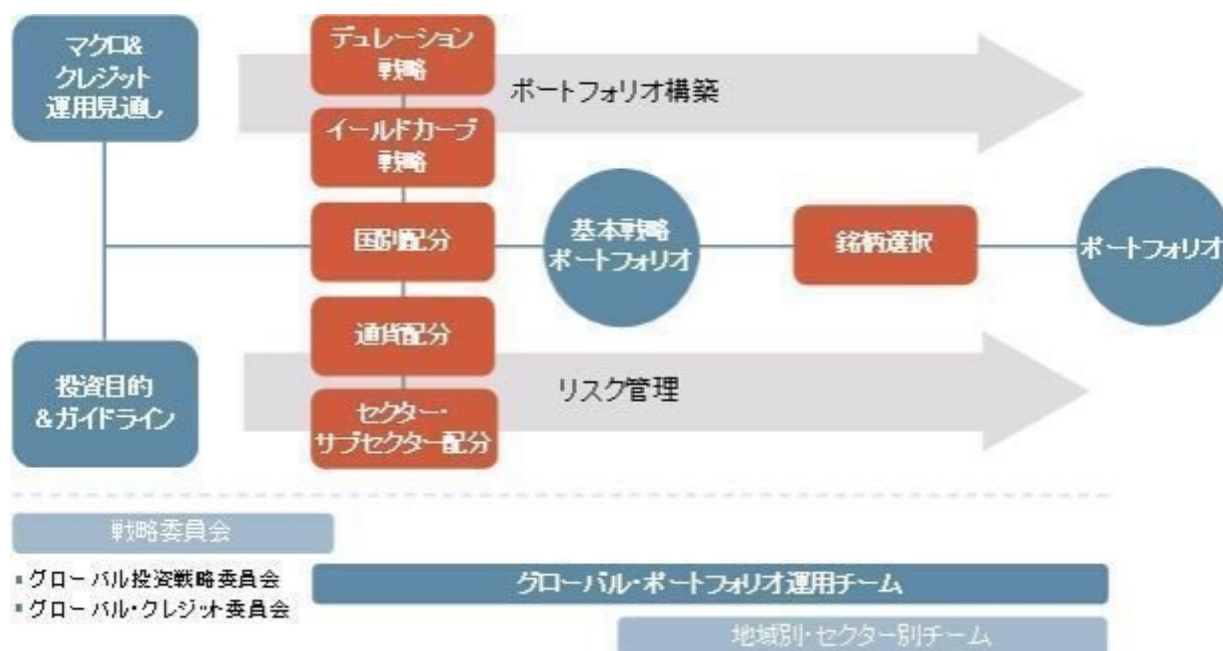 マクロ&
クレジット
運用見通し
デュレーション
戦略
ポートフォリオ構築
イールドカーブ
戦略
国別配分
基本戦略
ポートフォリオ
銘柄選択
ポートフォリオ
通貨配分
投資目的
&ガイドライン
リスク管理
セクター・
サブセクター配分
戦略委員会
▪グローバル投資戦略委員会
▪グローバル・クレジット委員会
グローバル・ポートフォリオ運用チーム
地域別・セクター別チーム